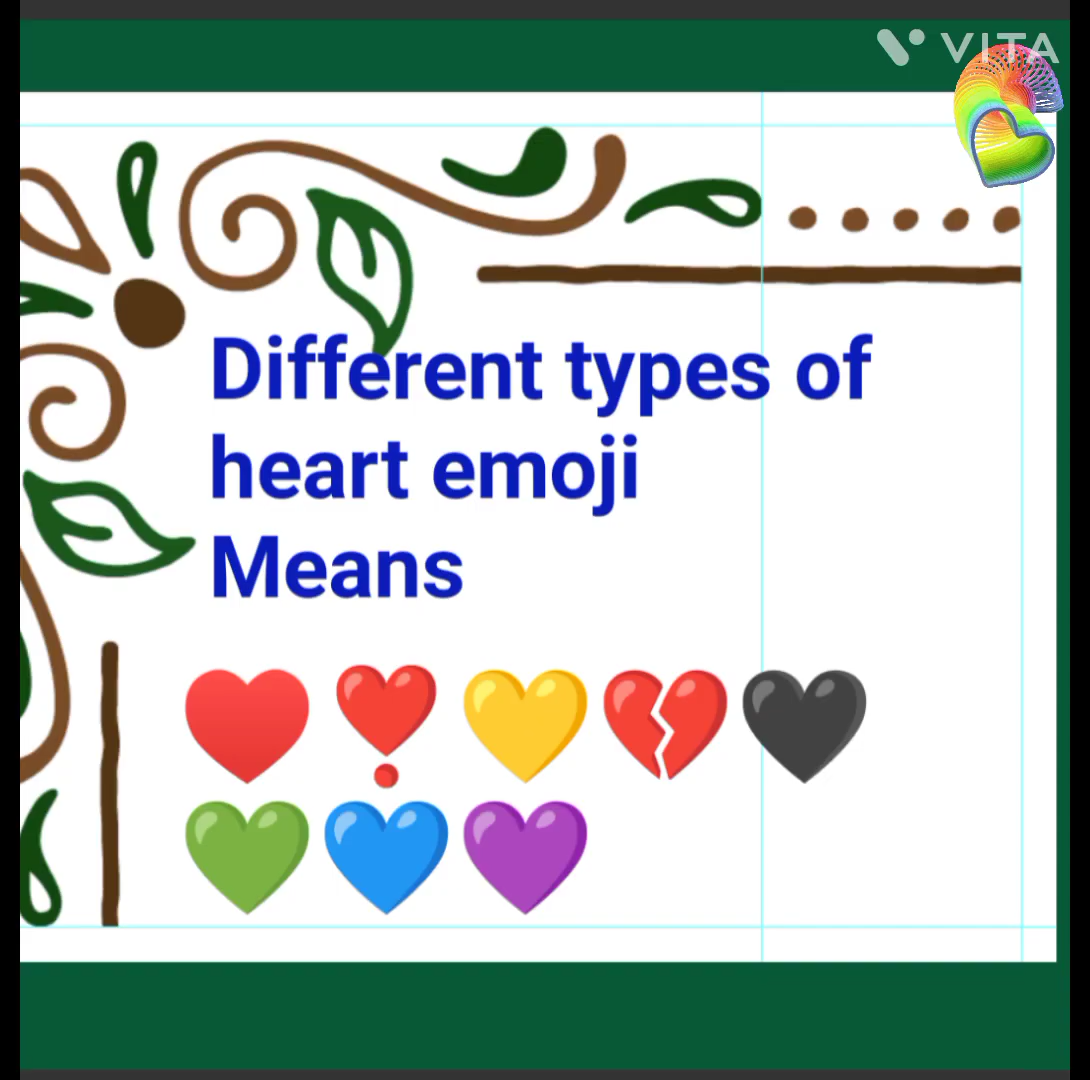 VITA
Different types of
heart emoji
Means
♥️ ❣️ 💛 💔 🖤
💚 💙 💜